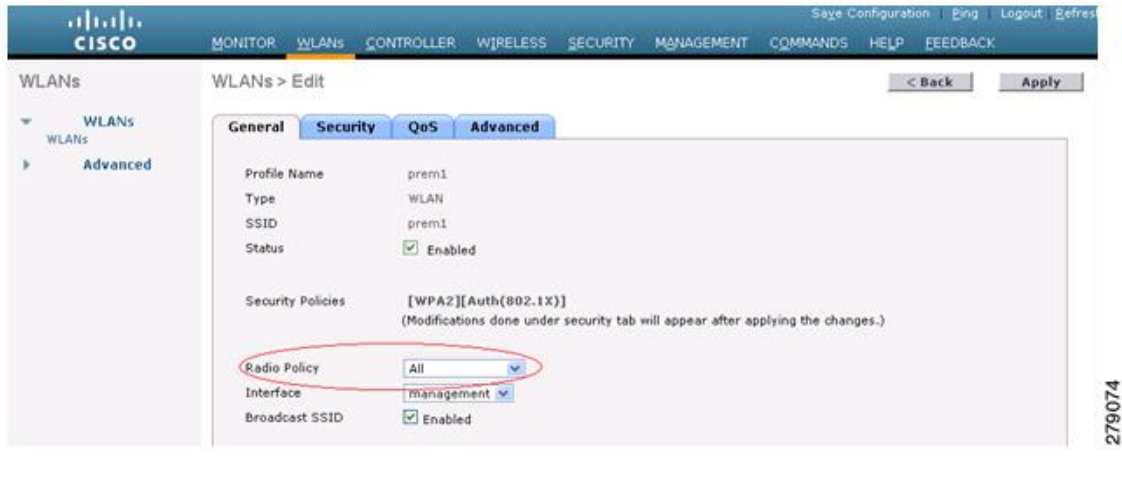 Save Configuration Ping Logout Refres
CISCO
MONITOR WLANs CONTROLLER WIRELESS SECURITY MANAGEMENT COMMANDS HELP FEEDBACK
WLANs
WLANs > Edit
< Back Apply
WLANs
WLANs
Advanced
General Security QoS Advanced
Profile Name prem1
Type WLAN
SSID prem1
Status Enabled
Security Policies [WPA2][Auth(802.1X)]
(Modifications done under security tab will appear after applying the changes.)
Radio Policy All
Interface management
Broadcast SSID Enabled
279074